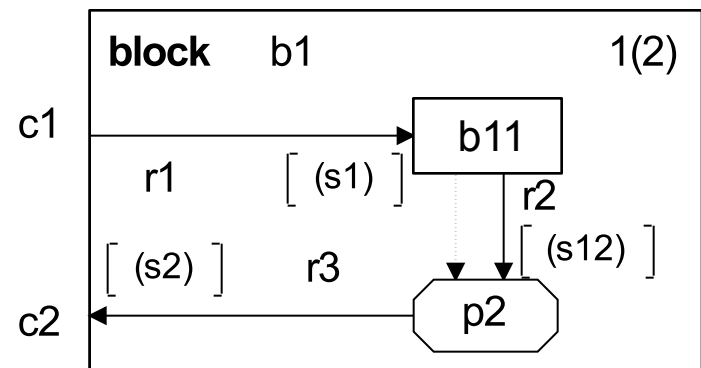 block b1 1(2)
c1
b11
r1 [ (s1) ]
r2
[ (s2) ] r3 [ (s12) ]
c2
p2